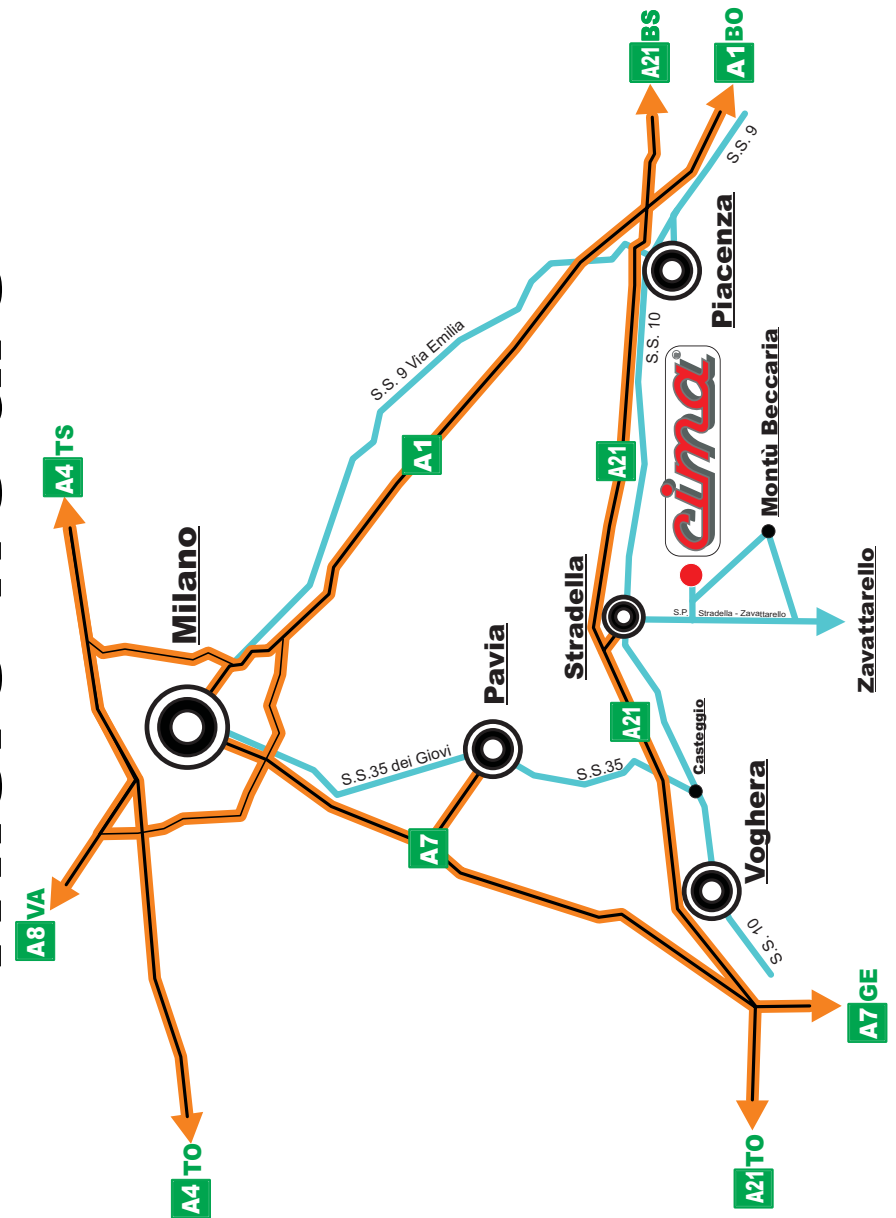 A8 VA
A4 TS
A4 TO
Milano
S.S. 9 Via Emilia
A1
S.S.35 dei Giovi
Pavia
A7
S.S.35
Stradella
A21
A21
A21 BS
A1 BO
S.S. 9
S.S. 10
Piacenza
cima®
Casteggio
Voghera
S.S. 10
S.P. Stradella - Zavattarello
Montù Beccaria
Zavattarello
A21 TO
A7 GE